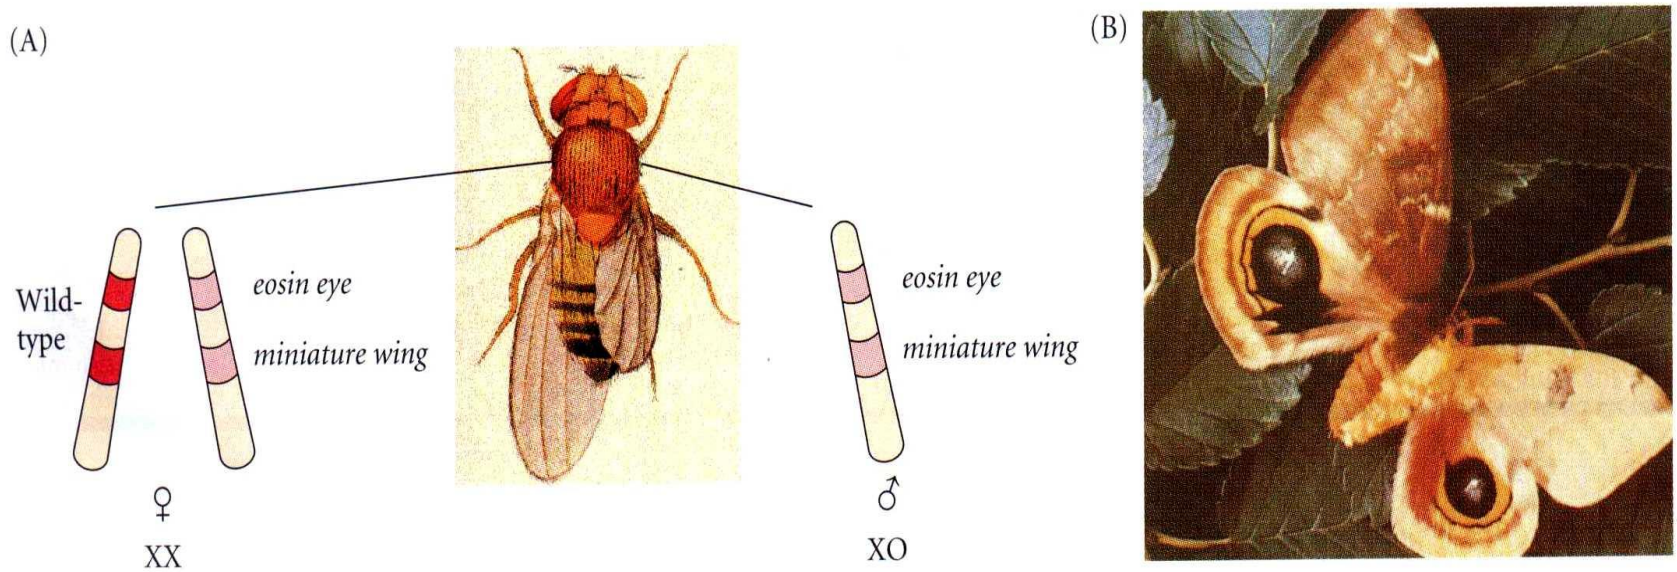 (A)
(B)
Wild-
type
eosin eye
miniature wing
♀
XX
eosin eye
miniature wing
♂
XO